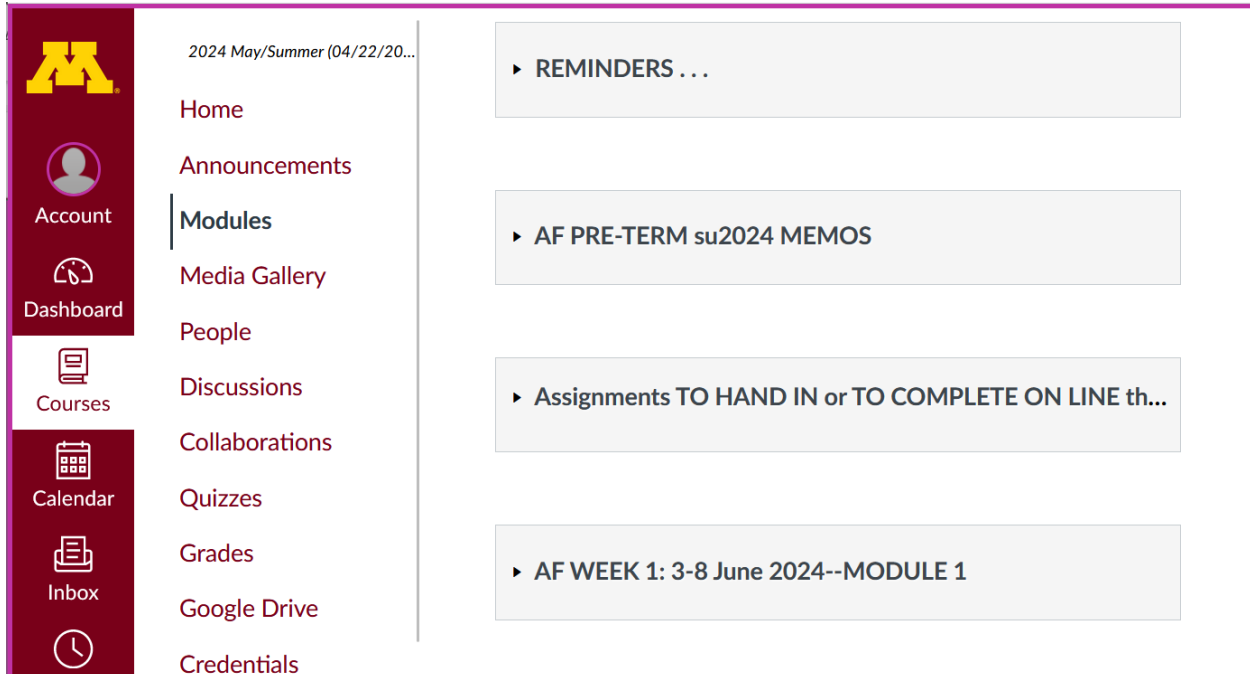 M
Account
Dashboard
Courses
Calendar
Inbox
2024 May/Summer (04/22/20...
Home
Announcements
Modules
Media Gallery
People
Discussions
Collaborations
Quizzes
Grades
Google Drive
Credentials
REMINDERS . . .
AF PRE-TERM su2024 MEMOS
Assignments TO HAND IN or TO COMPLETE ON LINE th...
AF WEEK 1: 3-8 June 2024--MODULE 1